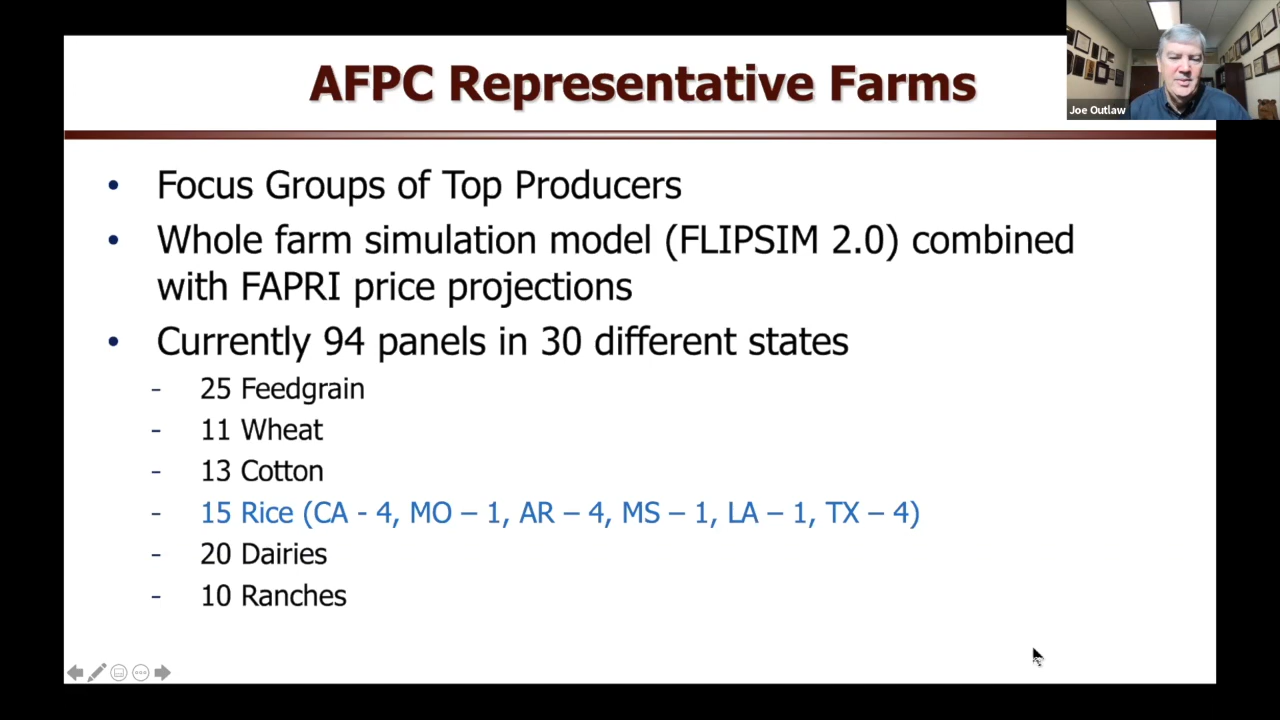 AFPC Representative Farms
Joe Outlaw
• Focus Groups of Top Producers
• Whole farm simulation model (FLIPSIM 2.0) combined
with FAPRI price projections
• Currently 94 panels in 30 different states
- 25 Feedgrain
- 11 Wheat
- 13 Cotton
- 15 Rice (CA - 4, MO – 1, AR – 4, MS – 1, LA – 1, TX – 4)
- 20 Dairies
- 10 Ranches